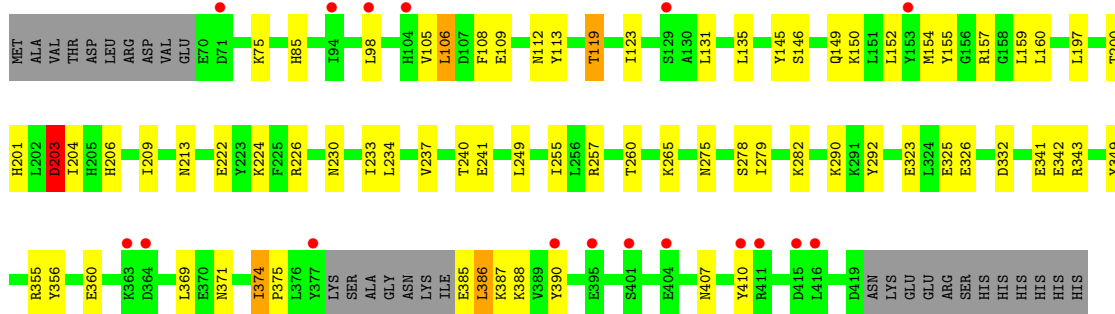 MET ALA VAL THR ASP LEU ARG ASP VAL GLU E70 D71 K75 H85 I94 L98 H104 V105 L106 D107 F108 E109 N112 Y113 T119 I123 S129 A130 L131 L135 Y145 S146 Q149 K150 L151 L152 Y153 M154 Y155 G156 R157 G158 L159 L160 L197
H201 L202 D203 I204 H205 H206 I209 N213 E222 Y223 K224 F225 R226 N230 I233 L234 V237 T240 E241 L249 I255 L256 R257 T260 K265 N275 S278 I279 K282 K290 K291 Y292 E323 L324 E325 E326 D332 E341 E342 R343
R355 Y356 E360 K363 D364 L369 E370 N371 I374 P375 L376 Y377 LYS SER ALA GLY ASN LYS ILE E385 L386 K387 K388 V389 Y390 E395 S401 E404 N407 Y410 R411 D415 L416 D419 ASN LYS GLU GLU ARG SER HIS HIS HIS HIS HIS HIS